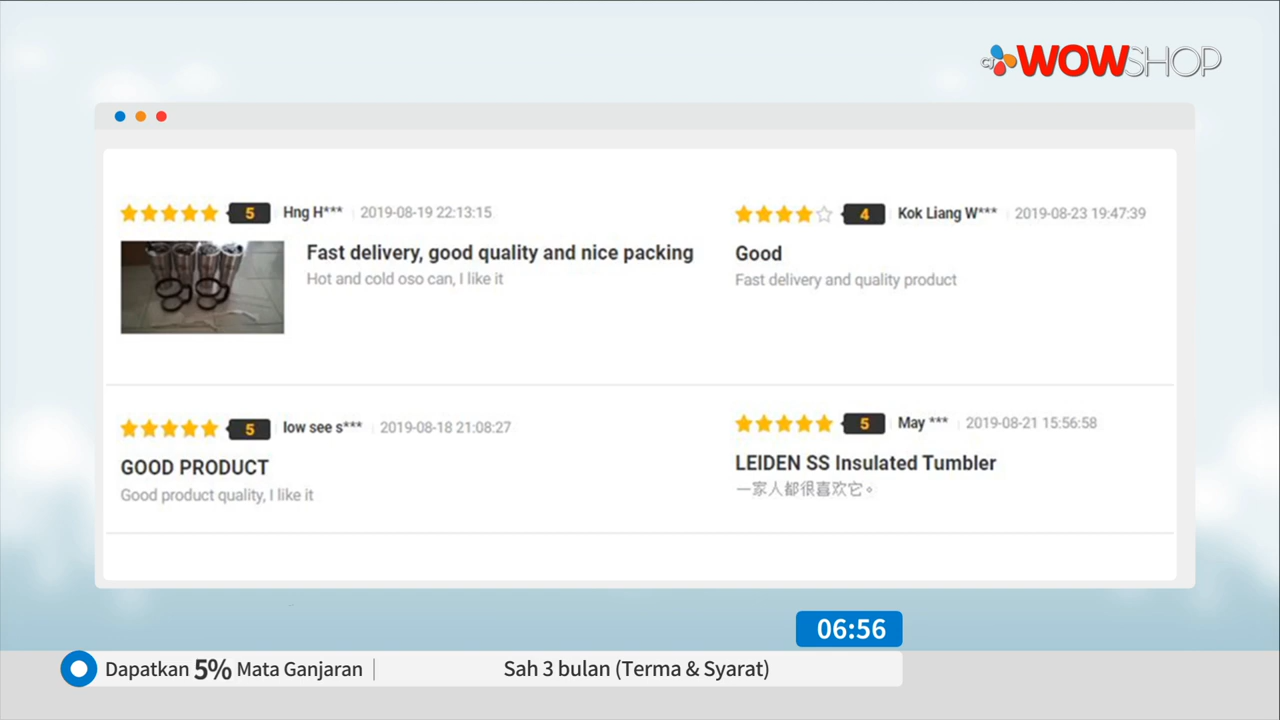 CJ WOWSHOP
5 Hng H*** 2019-08-19 22:13:15
Fast delivery, good quality and nice packing
Hot and cold oso can, I like it
4 Kok Liang W*** 2019-08-23 19:47:39
Good
Fast delivery and quality product
5 low see s*** 2019-08-18 21:08:27
GOOD PRODUCT
Good product quality, I like it
5 May *** 2019-08-21 15:56:58
LEIDEN SS Insulated Tumbler
一家人都很喜欢它。
06:56
Dapatkan 5% Mata Ganjaran
Sah 3 bulan (Terma & Syarat)